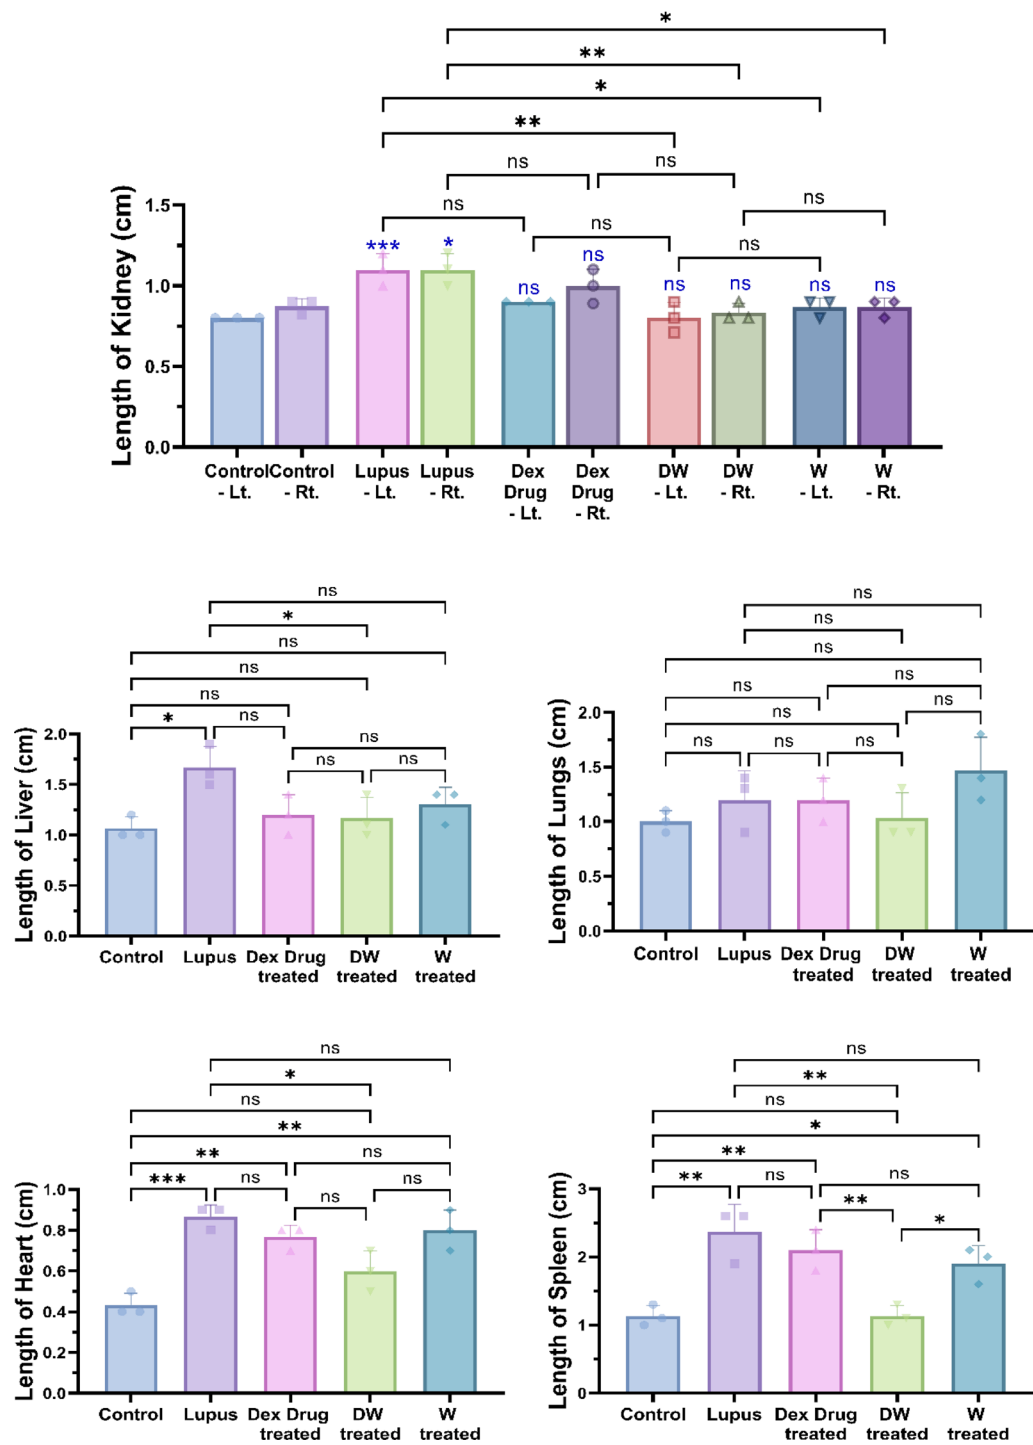 *
**
*
**
ns
ns
ns
ns
ns
ns
*** * ns
ns ns ns ns ns
Length of Kidney (cm)
1.5
1.0
0.5
0.0
Control Control Lupus Lupus Dex Dex DW DW W W
- Lt. - Rt. - Lt. - Rt. Drug Drug - Lt. - Rt. - Lt. - Rt.
- Lt. - Rt.
ns
*
ns
ns
ns
* ns
ns
ns ns
Length of Liver (cm)
2.0
1.5
1.0
0.5
0.0
Control Lupus Dex Drug DW W
treated treated treated
ns
ns
ns
ns ns
ns ns
ns ns ns
Length of Lungs (cm)
2.0
1.5
1.0
0.5
0.0
Control Lupus Dex Drug DW W
treated treated treated
ns
*
ns
**
** ns
*** ns ns
ns
Length of Heart (cm)
1.0
0.8
0.6
0.4
0.2
0.0
Control Lupus Dex Drug DW W
treated treated treated
ns
**
ns
*
**
** ns ns
** *
Length of Spleen (cm)
3
2
1
0
Control Lupus Dex Drug DW W
treated treated treated